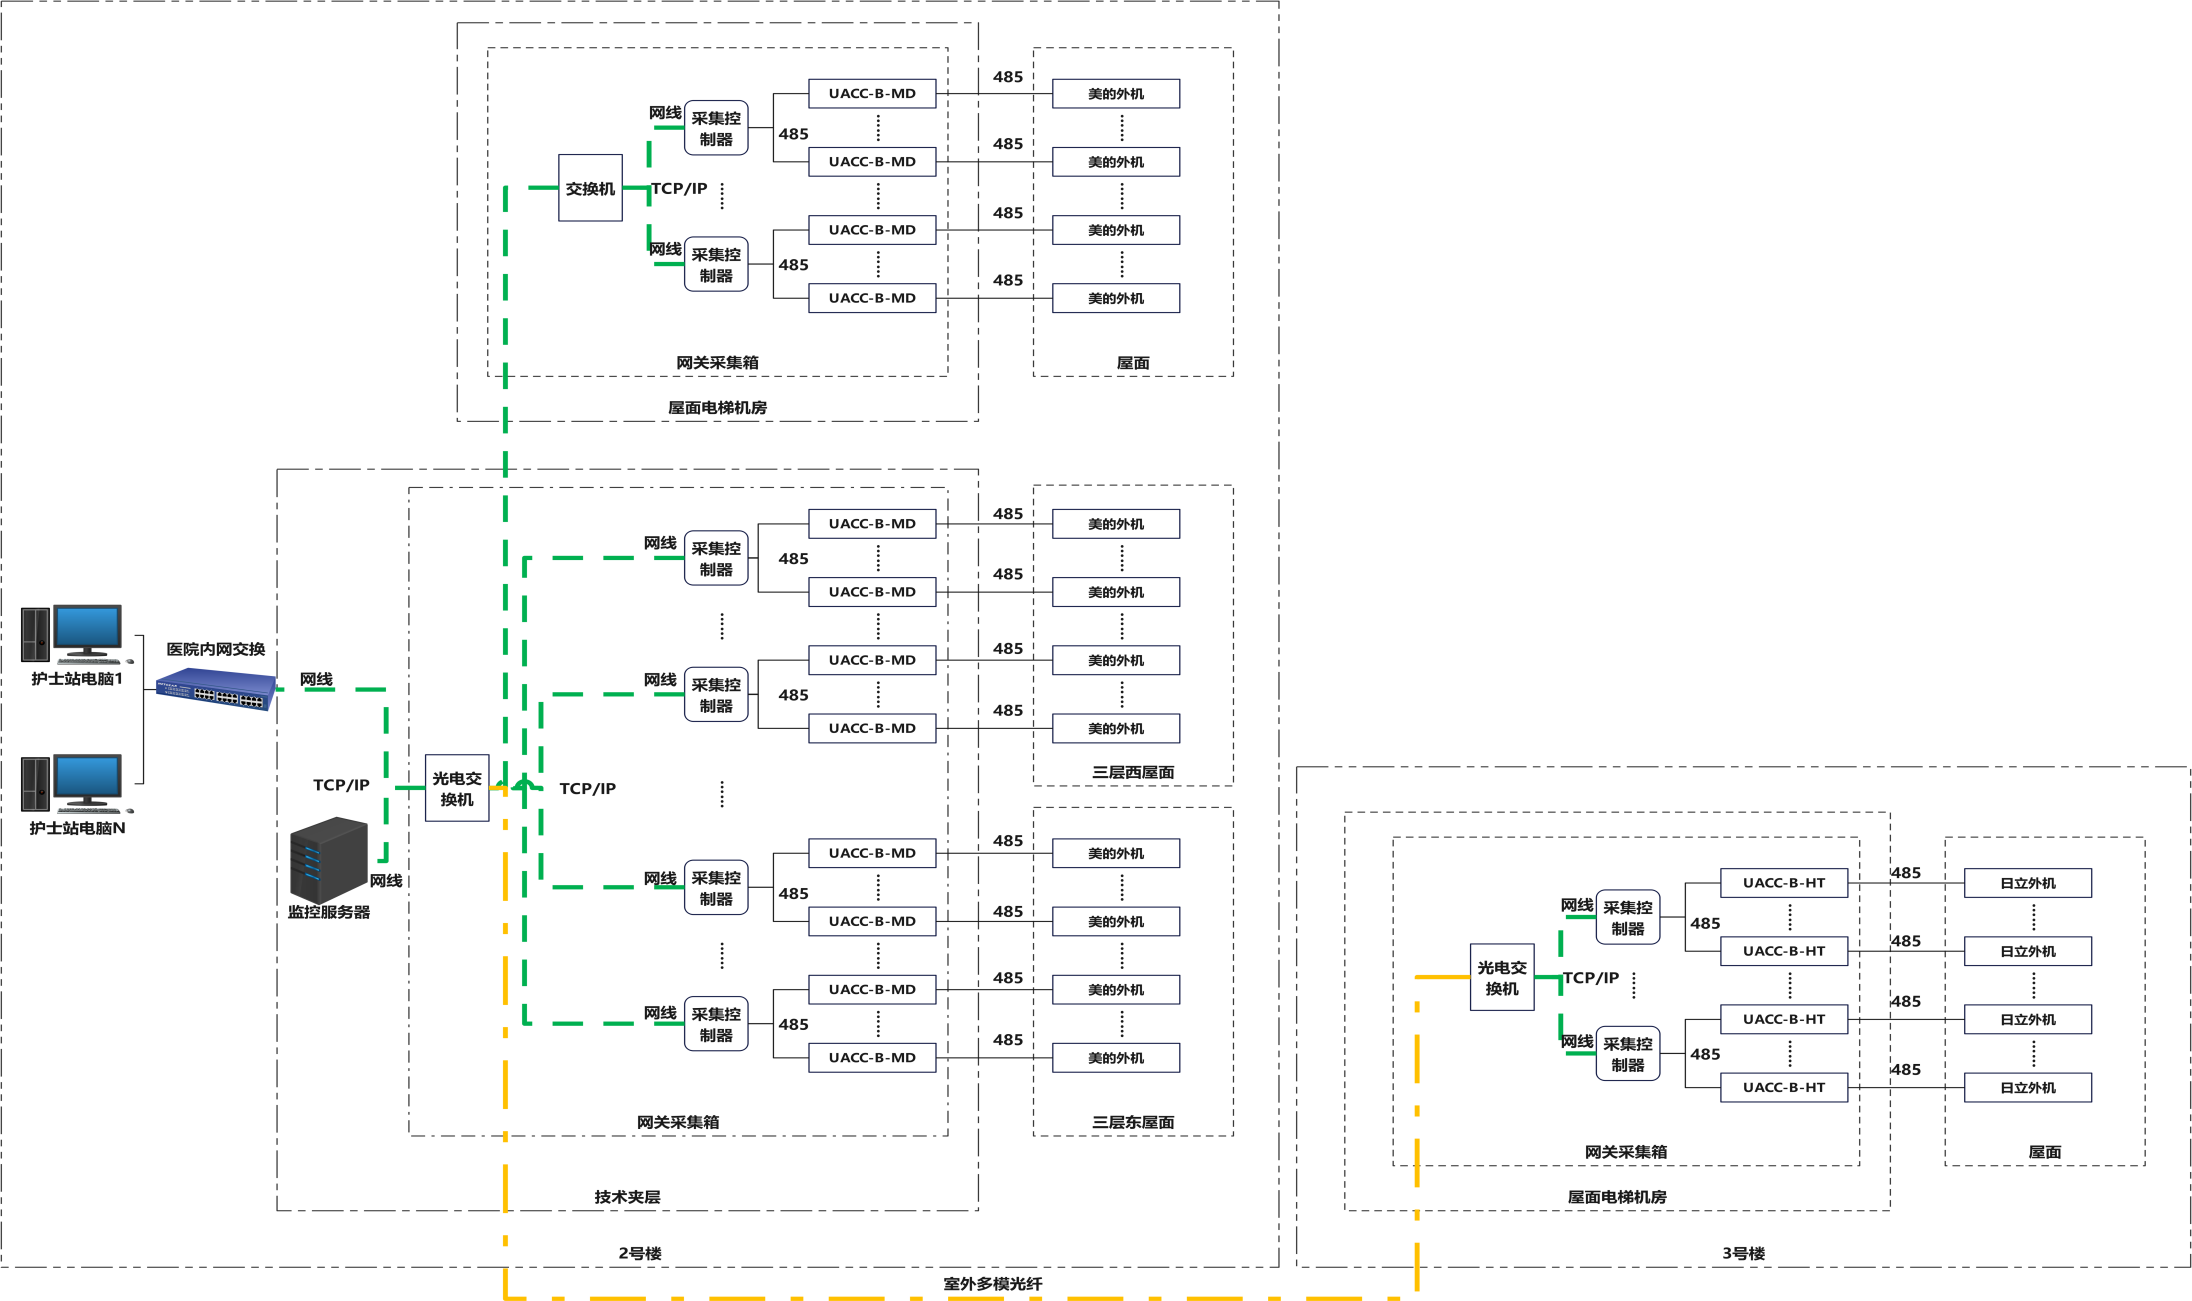 485
UACC-B-MD
美的外机
网线
采集控
制器
485
485
UACC-B-MD
美的外机
交换机
TCP/IP
485
UACC-B-MD
美的外机
网线
采集控
制器
485
485
UACC-B-MD
美的外机
网关采集箱
屋面
屋面电梯机房
485
UACC-B-MD
美的外机
网线
采集控
制器
485
485
UACC-B-MD
美的外机
485
UACC-B-MD
美的外机
网线
采集控
制器
485
485
UACC-B-MD
美的外机
三层西屋面
护士站电脑1
医院内网交换
网线
护士站电脑N
TCP/IP
光电交
换机
TCP/IP
网线
监控服务器
485
UACC-B-MD
美的外机
网线
采集控
制器
485
485
UACC-B-MD
美的外机
485
UACC-B-MD
美的外机
网线
采集控
制器
485
485
UACC-B-MD
美的外机
网关采集箱
三层东屋面
技术夹层
2号楼
485
UACC-B-HT
日立外机
网线
采集控
制器
485
485
UACC-B-HT
日立外机
光电交
换机
TCP/IP
485
UACC-B-HT
日立外机
网线
采集控
制器
485
485
UACC-B-HT
日立外机
网关采集箱
屋面
屋面电梯机房
3号楼
室外多模光纤